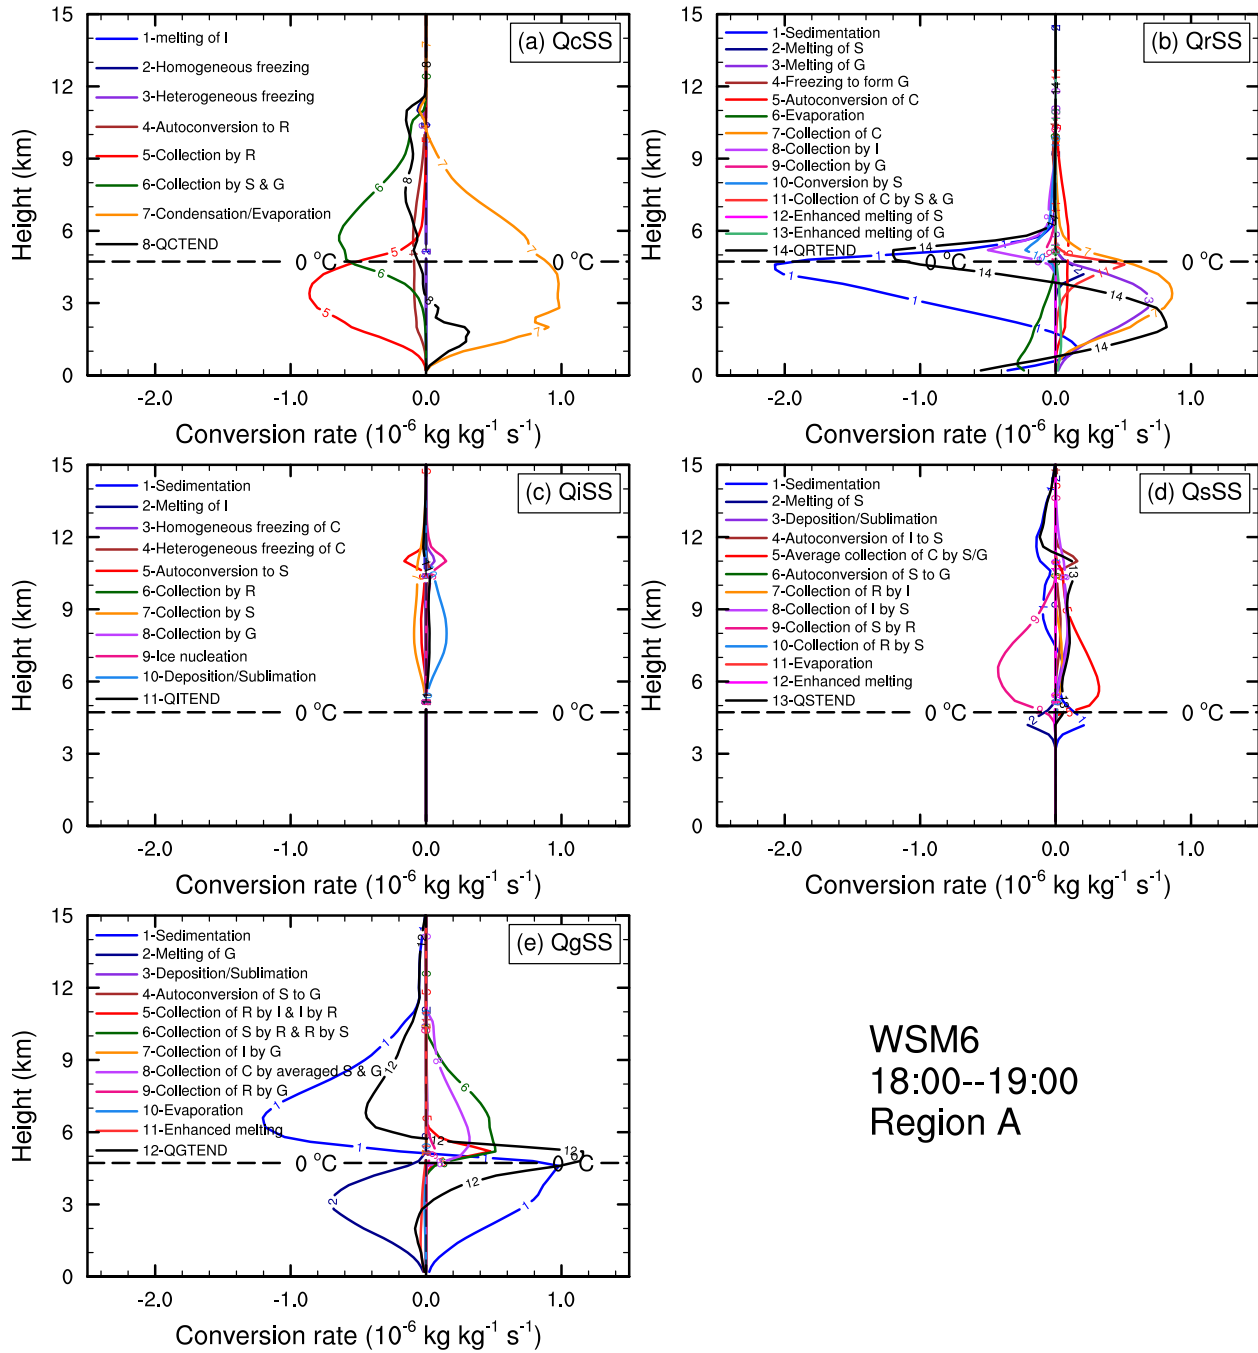 (a) QcSS
1-melting of I
2-Homogeneous freezing
3-Heterogeneous freezing
4-Autoconversion to R
5-Collection by R
6-Collection by S & G
7-Condensation/Evaporation
8-QCTEND
0 °C
0 °C
Height (km)
15
12
9
6
3
0
-2.0
-1.0
0.0
1.0
Conversion rate (10⁻⁶ kg kg⁻¹ s⁻¹)
(b) QrSS
1-Sedimentation
2-Melting of S
3-Melting of G
4-Freezing to form G
5-Autoconversion of C
6-Evaporation
7-Collection of C
8-Collection by I
9-Collection by G
10-Conversion by S
11-Collection of C by S & G
12-Enhanced melting of S
13-Enhanced melting of G
14-QRTEND
0 °C
0 °C
Height (km)
15
12
9
6
3
0
-2.0
-1.0
0.0
1.0
Conversion rate (10⁻⁶ kg kg⁻¹ s⁻¹)
(c) QiSS
1-Sedimentation
2-Melting of I
3-Homogeneous freezing of C
4-Heterogeneous freezing of C
5-Autoconversion to S
6-Collection by R
7-Collection by S
8-Collection by G
9-Ice nucleation
10-Deposition/Sublimation
11-QITEND
0 °C
0 °C
Height (km)
15
12
9
6
3
0
-2.0
-1.0
0.0
1.0
Conversion rate (10⁻⁶ kg kg⁻¹ s⁻¹)
(d) QsSS
1-Sedimentation
2-Melting of S
3-Deposition/Sublimation
4-Autoconversion of I to S
5-Average collection of C by S/G
6-Autoconversion of S to G
7-Collection of R by I
8-Collection of I by S
9-Collection of S by R
10-Collection of R by S
11-Evaporation
12-Enhanced melting
13-QSTEND
0 °C
0 °C
Height (km)
15
12
9
6
3
0
-2.0
-1.0
0.0
1.0
Conversion rate (10⁻⁶ kg kg⁻¹ s⁻¹)
(e) QgSS
1-Sedimentation
2-Melting of G
3-Deposition/Sublimation
4-Autoconversion of S to G
5-Collection of R by I & I by R
6-Collection of S by R & R by S
7-Collection of I by G
8-Collection of C by averaged S & G
9-Collection of R by G
10-Evaporation
11-Enhanced melting
12-QGTEND
0 °C
0 °C
Height (km)
15
12
9
6
3
0
-2.0
-1.0
0.0
1.0
Conversion rate (10⁻⁶ kg kg⁻¹ s⁻¹)
WSM6
18:00--19:00
Region A